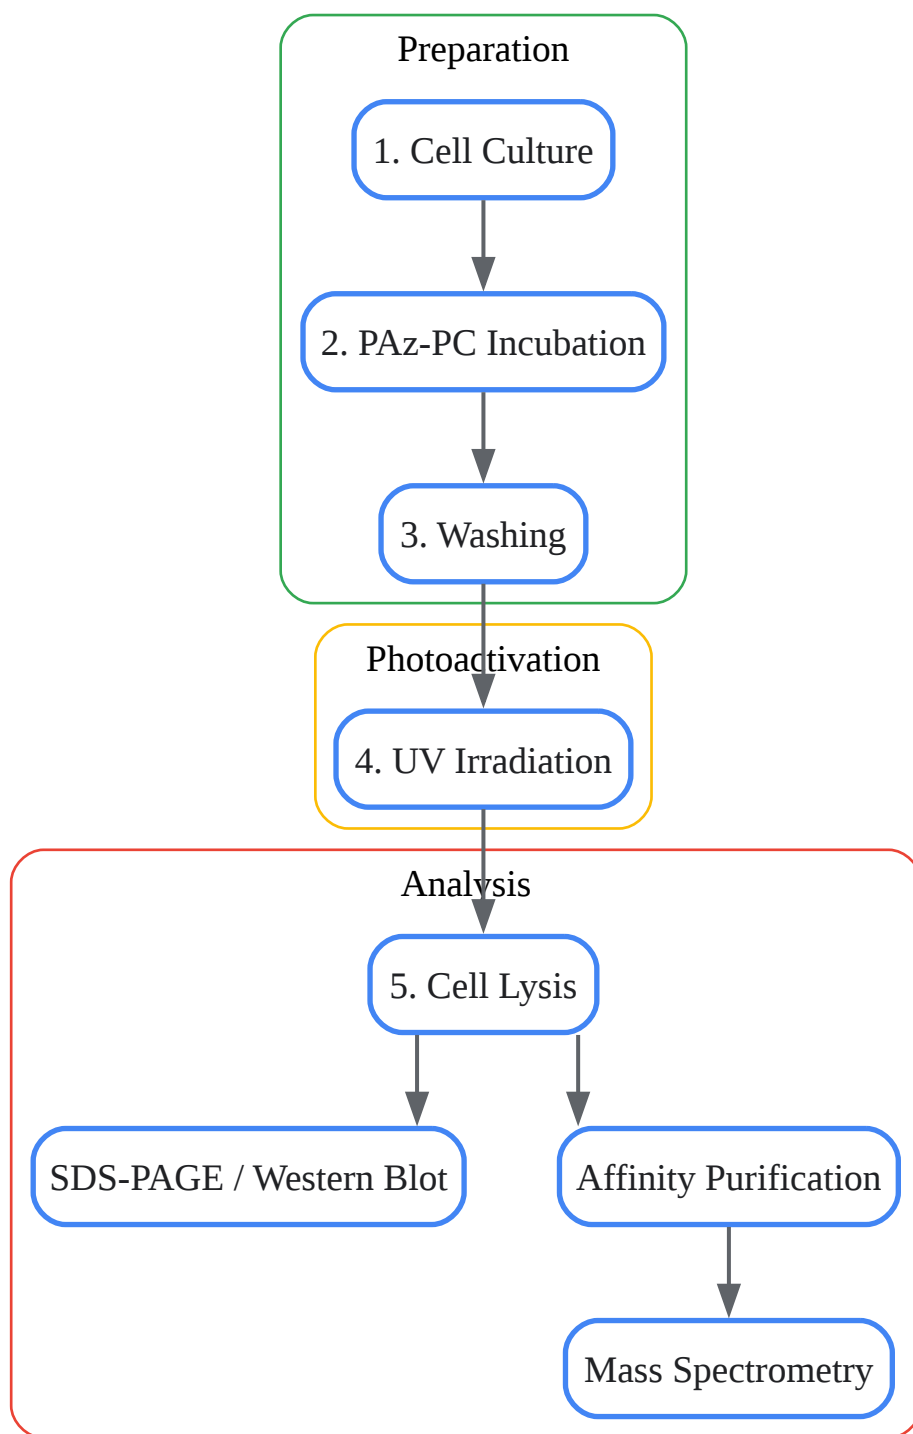 Preparation
1. Cell Culture
2. PAz-PC Incubation
3. Washing
Photoactivation
4. UV Irradiation
Analysis
5. Cell Lysis
SDS-PAGE / Western Blot
Affinity Purification
Mass Spectrometry